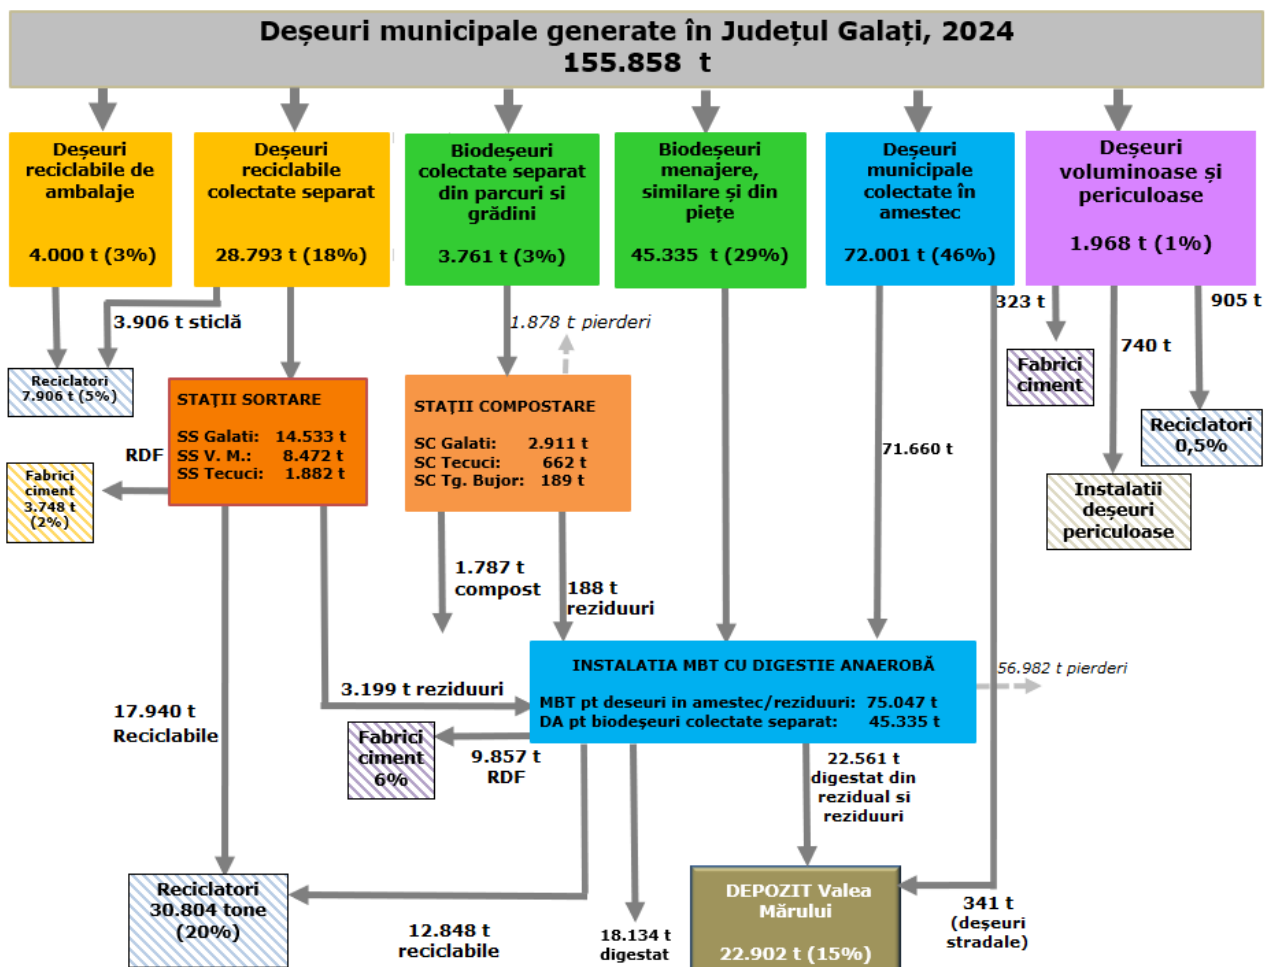 Deșeuri municipale generate în Județul Galați, 2024
155.858 t
Deșeuri
reciclabile de
ambalaje
4.000 t (3%)
Deșeuri
reciclabile
colectate separat
28.793 t (18%)
Biodeșeuri
colectate separat
din parcuri si
grădini
3.761 t (3%)
Biodeșeuri
menajere,
similare și din
piețe
45.335 t (29%)
Deșeuri
municipale
colectate în
amestec
72.001 t (46%)
Deșeuri
voluminoase și
periculoase
1.968 t (1%)
3.906 t sticlă
1.878 t pierderi
323 t
740 t
905 t
Reciclatori
7.906 t (5%)
Fabrici
ciment
Reciclatori
0,5%
Instalatii
deșeuri
periculoase
STAŢII SORTARE
SS Galati: 14.533 t
SS V. M.: 8.472 t
SS Tecuci: 1.882 t
STAŢII COMPOSTARE
SC Galati: 2.911 t
SC Tecuci: 662 t
SC Tg. Bujor: 189 t
71.660 t
RDF
Fabrici
ciment
3.748 t
(2%)
1.787 t
compost
188 t
reziduuri
INSTALATIA MBT CU DIGESTIE ANAEROBĂ
MBT pt deseuri in amestec/reziduuri: 75.047 t
DA pt biodeșeuri colectate separat: 45.335 t
56.982 t pierderi
3.199 t reziduuri
17.940 t
Reciclabile
Fabrici
ciment
6%
9.857 t
RDF
22.561 t
digestat din
rezidual si
reziduuri
Reciclatori
30.804 tone
(20%)
12.848 t
reciclabile
18.134 t
digestat
DEPOZIT Valea
Mărului
22.902 t (15%)
341 t
(deșeuri
stradale)